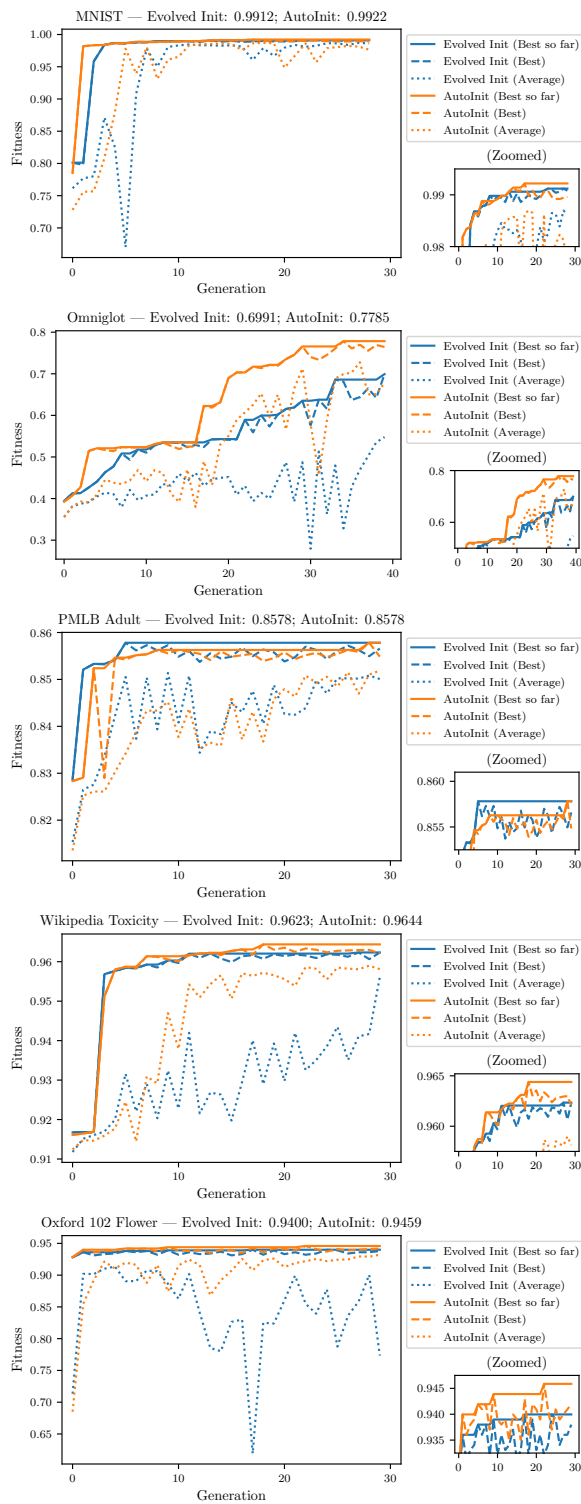 MNIST — Evolved Init: 0.9912; AutoInit: 0.9922
1.00
0.95
0.90
0.85
0.80
0.75
0.70
Fitness
0
10
20
30
Generation
Evolved Init (Best so far)
Evolved Init (Best)
Evolved Init (Average)
AutoInit (Best so far)
AutoInit (Best)
AutoInit (Average)
(Zoomed)
0.99
0.98
0
10
20
30
Omniglot — Evolved Init: 0.6991; AutoInit: 0.7785
0.8
0.7
0.6
0.5
0.4
0.3
Fitness
0
10
20
30
40
Generation
Evolved Init (Best so far)
Evolved Init (Best)
Evolved Init (Average)
AutoInit (Best so far)
AutoInit (Best)
AutoInit (Average)
(Zoomed)
0.8
0.6
0
10
20
30
40
PMLB Adult — Evolved Init: 0.8578; AutoInit: 0.8578
0.86
0.85
0.84
0.83
0.82
Fitness
0
10
20
30
Generation
Evolved Init (Best so far)
Evolved Init (Best)
Evolved Init (Average)
AutoInit (Best so far)
AutoInit (Best)
AutoInit (Average)
(Zoomed)
0.860
0.855
0
10
20
30
Wikipedia Toxicity — Evolved Init: 0.9623; AutoInit: 0.9644
0.96
0.95
0.94
0.93
0.92
0.91
Fitness
0
10
20
30
Generation
Evolved Init (Best so far)
Evolved Init (Best)
Evolved Init (Average)
AutoInit (Best so far)
AutoInit (Best)
AutoInit (Average)
(Zoomed)
0.965
0.960
0
10
20
30
Oxford 102 Flower — Evolved Init: 0.9400; AutoInit: 0.9459
0.95
0.90
0.85
0.80
0.75
0.70
0.65
Fitness
0
10
20
30
Generation
Evolved Init (Best so far)
Evolved Init (Best)
Evolved Init (Average)
AutoInit (Best so far)
AutoInit (Best)
AutoInit (Average)
(Zoomed)
0.945
0.940
0.935
0
10
20
30